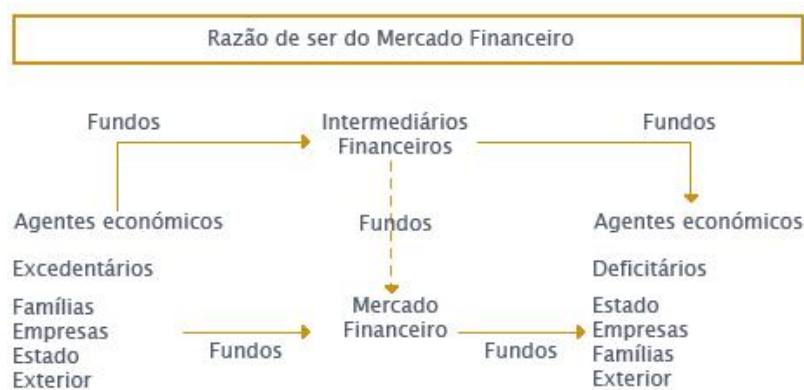 Razão de ser do Mercado Financeiro
Fundos
Intermediários
Financeiros
Fundos
Agentes económicos
Fundos
Agentes económicos
Excedentários
Deficitários
Famílias
Empresas
Estado
Exterior
Fundos
Mercado
Financeiro
Fundos
Estado
Empresas
Famílias
Exterior